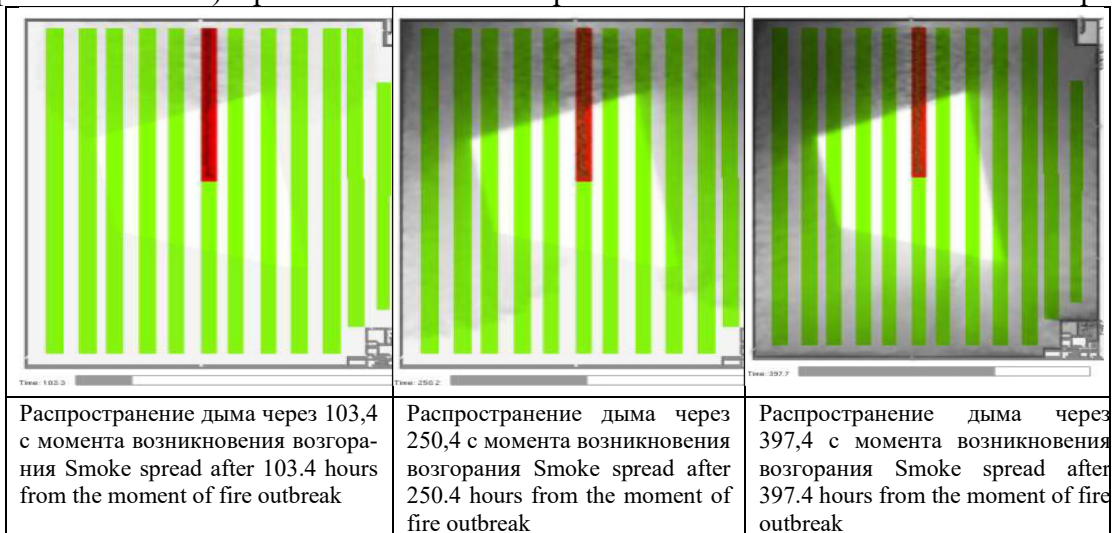 Time: 103.3
Time: 250.2
Time: 397.7
Распространение дыма через 103,4
с момента возникновения возгора-
ния Smoke spread after 103.4 hours
from the moment of fire outbreak
Распространение дыма через
250,4 с момента возникновения
возгорания Smoke spread after
250.4 hours from the moment of
fire outbreak
Распространение дыма через
397,4 с момента возникновения
возгорания Smoke spread after
397.4 hours from the moment of fire
outbreak